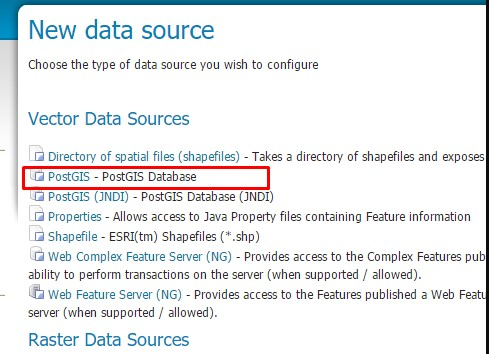 New data source
Choose the type of data source you wish to configure
Vector Data Sources
Directory of spatial files (shapefiles) - Takes a directory of shapefiles and exposes
PostGIS - PostGIS Database
PostGIS (JNDI) - PostGIS Database (JNDI)
Properties - Allows access to Java Property files containing Feature information
Shapefile - ESRI(tm) Shapefiles (*.shp)
Web Complex Feature Server (NG) - Provides access to the Complex Features pub
ability to perform transactions on the server (when supported / allowed).
Web Feature Server (NG) - Provides access to the Features published a Web Featu
server (when supported / allowed).
Raster Data Sources